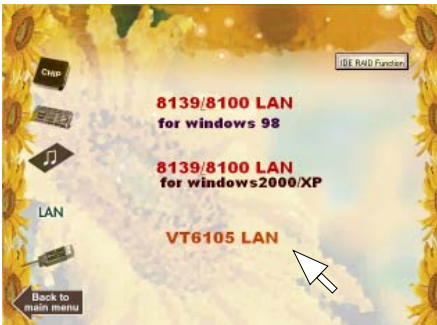 IDE RAID Function
CHIP
8139/8100 LAN
for windows 98
8139/8100 LAN
for windows2000/XP
LAN
VT6105 LAN
Back to
main menu